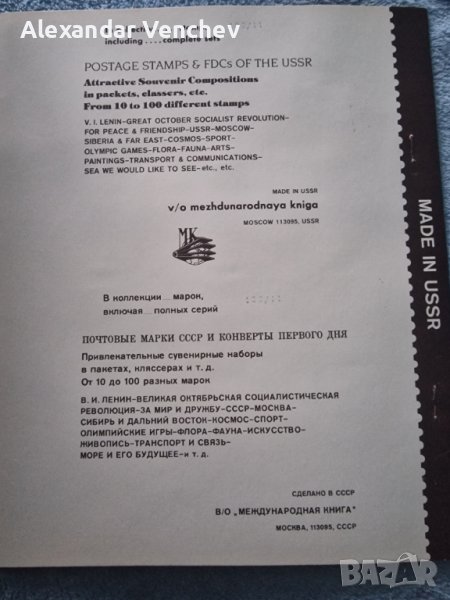 Alexandar Venchev
including....complete sets
POSTAGE STAMPS & FDCs OF THE USSR
Attractive Souvenir Compositions
in packets, classers, etc.
From 10 to 100 different stamps
V. I. LENIN–GREAT OCTOBER SOCIALIST REVOLUTION–
FOR PEACE & FRIENDSHIP–USSR–MOSCOW–
SIBERIA & FAR EAST–COSMOS–SPORT–
OLYMPIC GAMES–FLORA–FAUNA–ARTS–
PAINTINGS–TRANSPORT & COMMUNICATIONS–
SEA WE WOULD LIKE TO SEE–etc., etc.
MADE IN USSR
v/o mezhdunarodnaya kniga
MOSCOW 113095, USSR
МК
В коллекции ... марок,
включая ... полных серий
ПОЧТОВЫЕ МАРКИ СССР И КОНВЕРТЫ ПЕРВОГО ДНЯ
Привлекательные сувенирные наборы
в пакетах, кляссерах и т. д.
От 10 до 100 разных марок
В. И. ЛЕНИН–ВЕЛИКАЯ ОКТЯБРЬСКАЯ СОЦИАЛИСТИЧЕСКАЯ
РЕВОЛЮЦИЯ–ЗА МИР И ДРУЖБУ–СССР–МОСКВА–
СИБИРЬ И ДАЛЬНИЙ ВОСТОК–КОСМОС–СПОРТ–
ОЛИМПИЙСКИЕ ИГРЫ–ФЛОРА–ФАУНА–ИСКУССТВО–
ЖИВОПИСЬ–ТРАНСПОРТ И СВЯЗЬ–
МОРЕ И ЕГО БУДУЩЕЕ–и т. д.
СДЕЛАНО В СССР
В/О „МЕЖДУНАРОДНАЯ КНИГА"
МОСКВА, 113095, СССР
MADE IN USSR
BAZAR